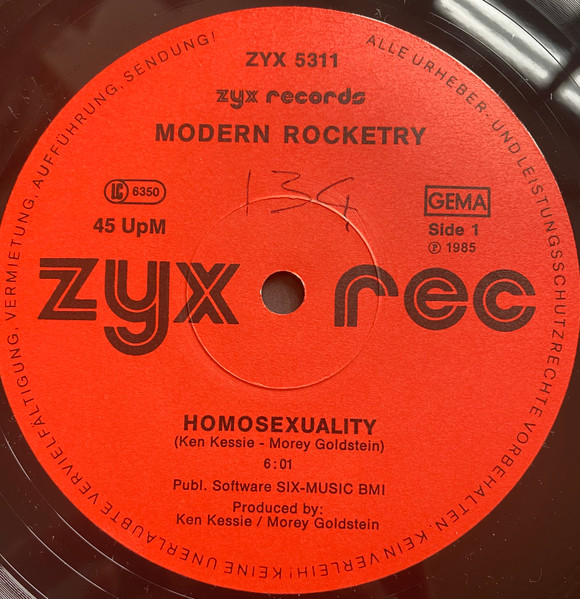 ALLE URHEBER- UND LEISTUNGSSCHUTZRECHTE VORBEHALTEN. KEIN VERLEIH! KEINE UNERLAUBTE VERVIELFÄLTIGUNG, VERMIETUNG, AUFFÜHRUNG, SENDUNG!
ZYX 5311
zyx records
MODERN ROCKETRY
134
LC 6350
GEMA
45 UpM
Side 1
℗ 1985
zyx rec
HOMOSEXUALITY
(Ken Kessie - Morey Goldstein)
6:01
Publ. Software SIX-MUSIC BMI
Produced by:
Ken Kessie / Morey Goldstein